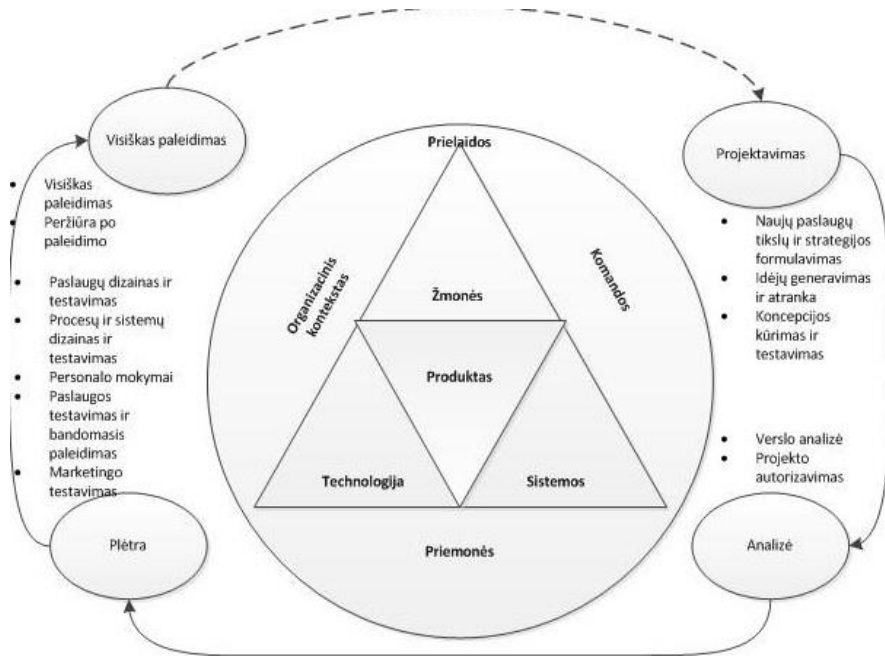 Visiškas paleidimas
Visiškas
paleidimas
Peržiūra po
paleidimo
Paslaugų dizainas ir
testavimas
Procesų ir sistemų
dizainas ir
testavimas
Personalo mokymai
Paslaugos
testavimas ir
bandomasis
paleidimas
Marketingo
testavimas
Plėtra
Prielaidos
Organizacinis
kontekstas
Komandos
Žmonės
Produktas
Technologija
Sistemos
Priemonės
Projektavimas
Naujų paslaugų
tikslų ir strategijos
formulavimas
Idėjų generavimas
ir atranka
Koncepcijos
kūrimas ir
testavimas
Verslo analizė
Projekto
autorizavimas
Analizė